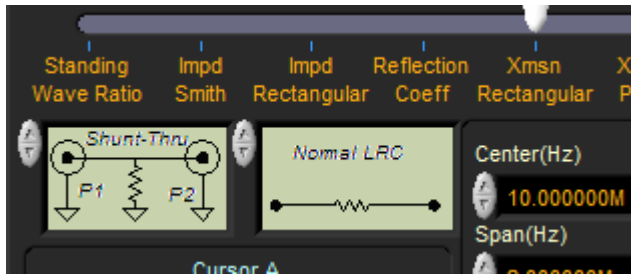 Standing Wave Ratio
Impd Smith
Impd Rectangular
Reflection Coeff
Xmsn Rectangular
X
P
Shunt-Thru
P1
P2
Normal LRC
Center(Hz)
10.000000M
Span(Hz)
Cursor A